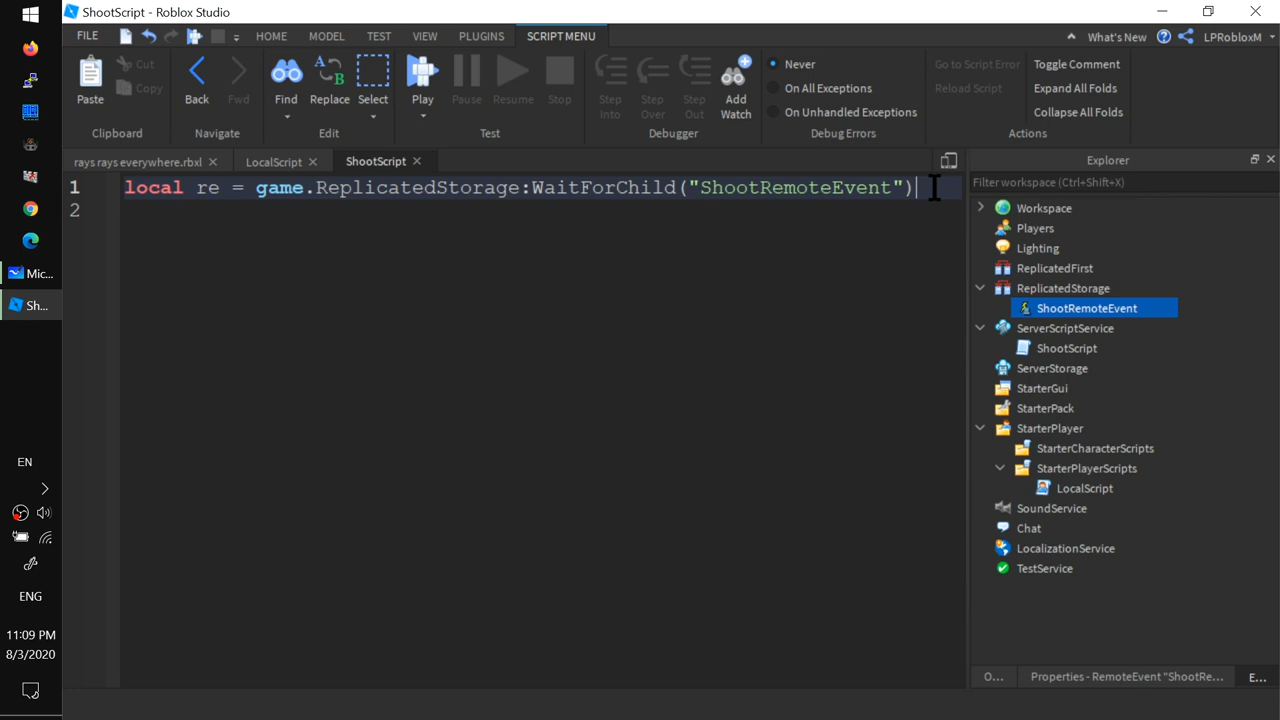 ShootScript - Roblox Studio
FILE
HOME
MODEL
TEST
VIEW
PLUGINS
SCRIPT MENU
What's New
LPRobloxM
Paste
Cut
Copy
Clipboard
Back
Fwd
Navigate
Find
Replace
Select
Edit
Play
Pause
Resume
Stop
Test
Step Into
Step Over
Step Out
Add Watch
Debugger
Never
On All Exceptions
On Unhandled Exceptions
Debug Errors
Go to Script Error
Reload Script
Toggle Comment
Expand All Folds
Collapse All Folds
Actions
rays rays everywhere.rbxl
LocalScript
ShootScript
1 local re = game.ReplicatedStorage:WaitForChild("ShootRemoteEvent")
2
Explorer
Filter workspace (Ctrl+Shift+X)
Workspace
Players
Lighting
ReplicatedFirst
ReplicatedStorage
ShootRemoteEvent
ServerScriptService
ShootScript
ServerStorage
StarterGui
StarterPack
StarterPlayer
StarterCharacterScripts
StarterPlayerScripts
LocalScript
SoundService
Chat
LocalizationService
TestService
O...
Properties - RemoteEvent "ShootRe...
E...
Mic...
Sh...
EN
ENG
11:09 PM
8/3/2020